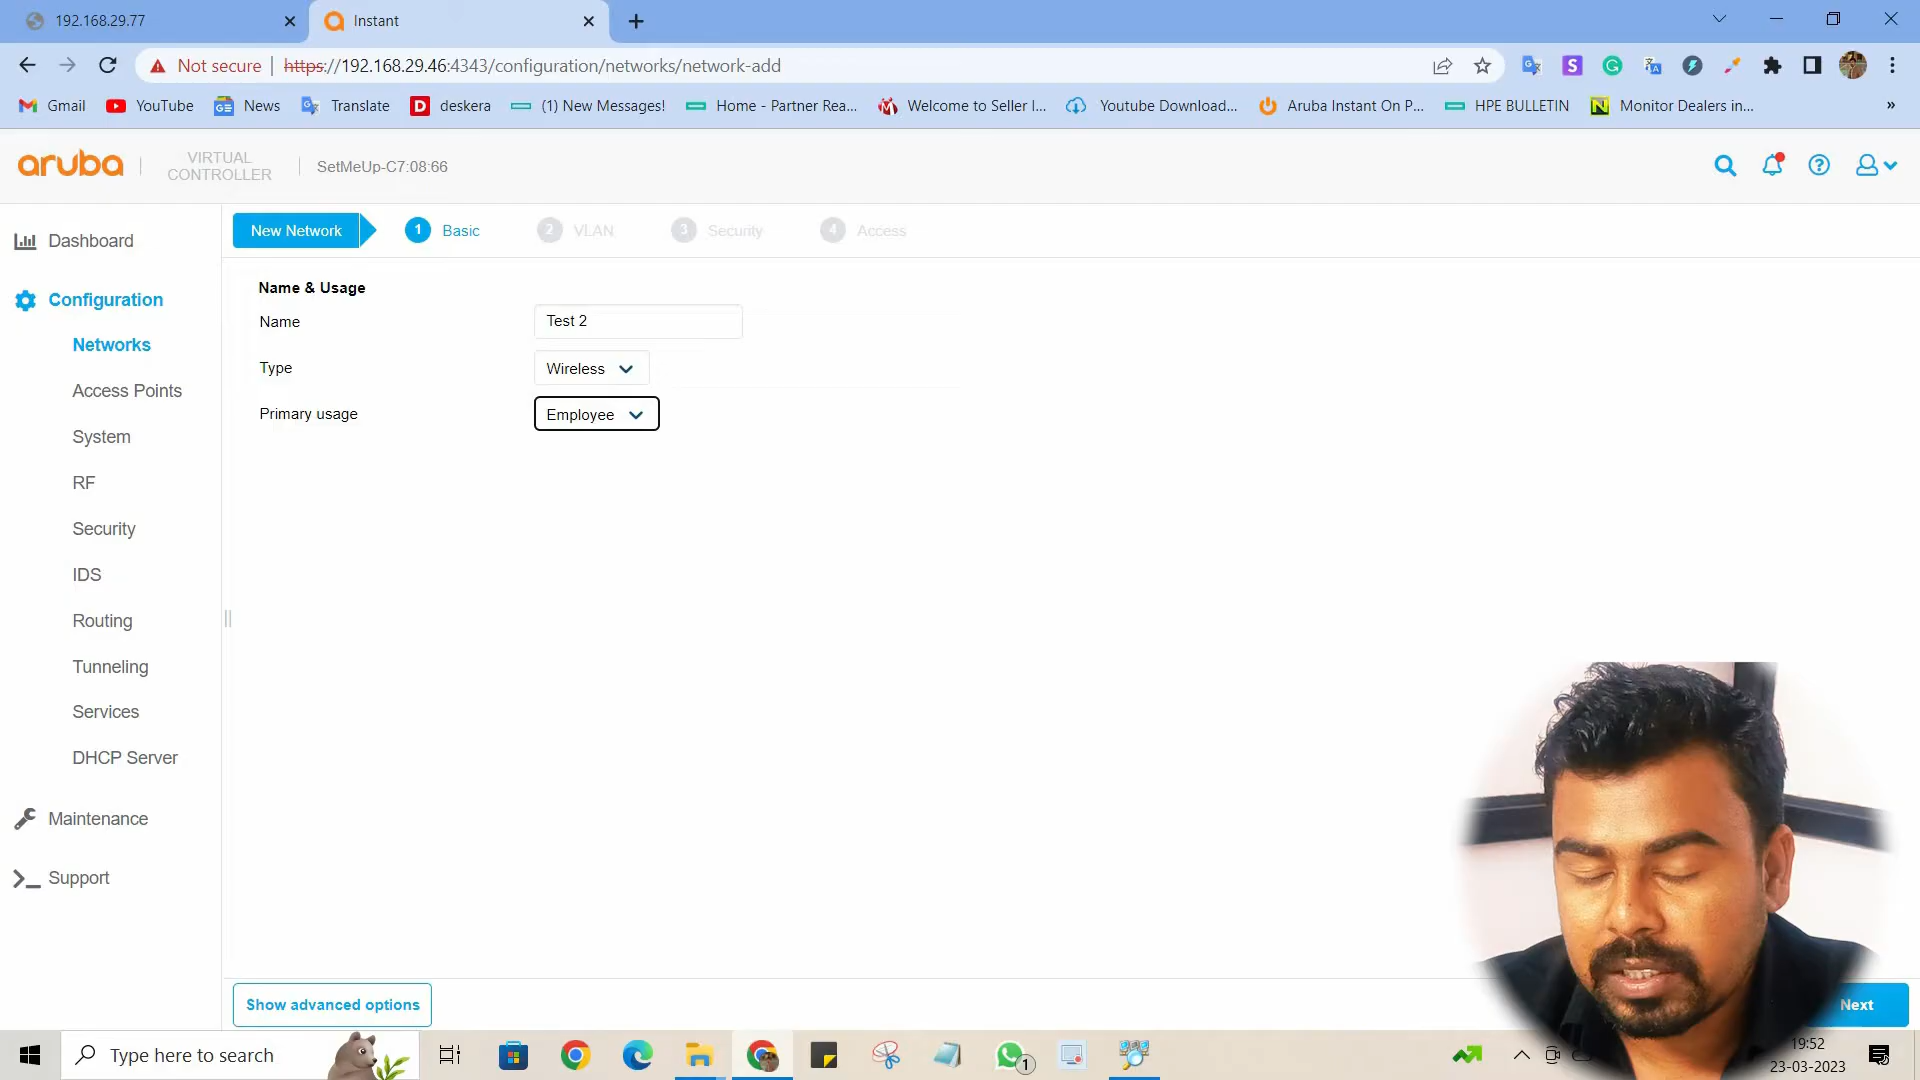 192.168.29.77
Instant
Not secure
https://192.168.29.46:4343/configuration/networks/network-add
Gmail
YouTube
News
Translate
deskera
(1) New Messages!
Home - Partner Rea...
Welcome to Seller I...
Youtube Download...
Aruba Instant On P...
HPE BULLETIN
Monitor Dealers in...
»
aruba
VIRTUAL
CONTROLLER
SetMeUp-C7:08:66
New Network
1 Basic
2 VLAN
3 Security
4 Access
Dashboard
Configuration
Networks
Access Points
System
RF
Security
IDS
Routing
Tunneling
Services
DHCP Server
Maintenance
Support
Name & Usage
Name
Test 2
Type
Wireless
Primary usage
Employee
Show advanced options
Next
Type here to search
1
19:52
23-03-2023